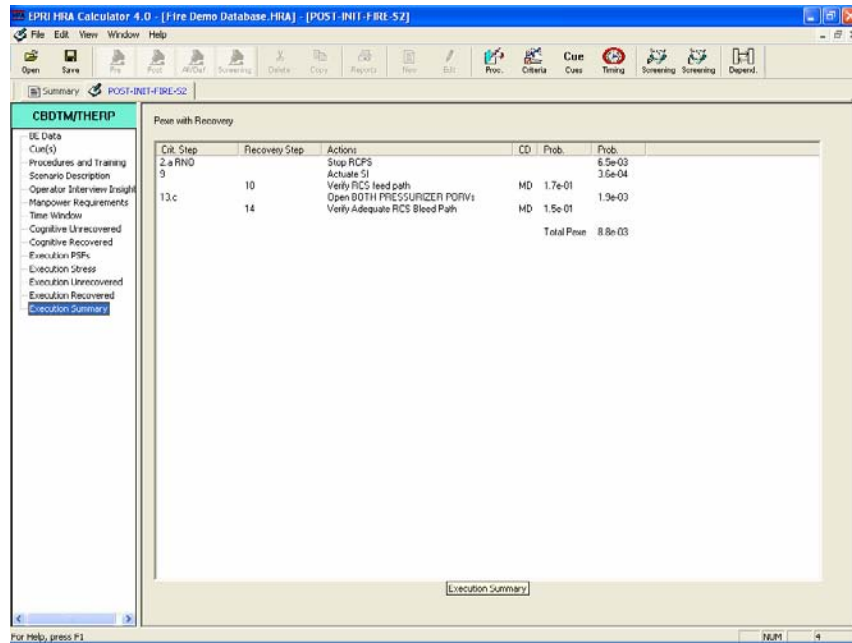 EPRI HRA Calculator 4.0 - [Fire Demo Database.HRA] - [POST-INIT-FIRE-S2]
File Edit View Window Help
Open Save Pre Post Screening Delete Copy Reports New Edit Proc. Criteria Cue Cues Timing Screening Screening Depend.
Summary POST-INIT-FIRE-S2
CBDTM/THERP
BE Data
Cue(s)
Procedures and Training
Scenario Description
Operator Interview Insight
Manpower Requirements
Time Window
Cognitive Unrecovered
Cognitive Recovered
Execution PSFs
Execution Stress
Execution Unrecovered
Execution Recovered
Execution Summary
Pexe with Recovery
Crit. Step Recovery Step Actions CD Prob. Prob.
2.a RNO Stop RCPS 6.5e-03
9 Actuate SI 3.6e-04
10 Verify RCS feed path MD 1.7e-01
13.c Open BOTH PRESSURIZER PORVs 1.9e-03
14 Verify Adequate RCS Bleed Path MD 1.5e-01
Total Pexe 8.8e-03
Execution Summary
For Help, press F1
NUM 4